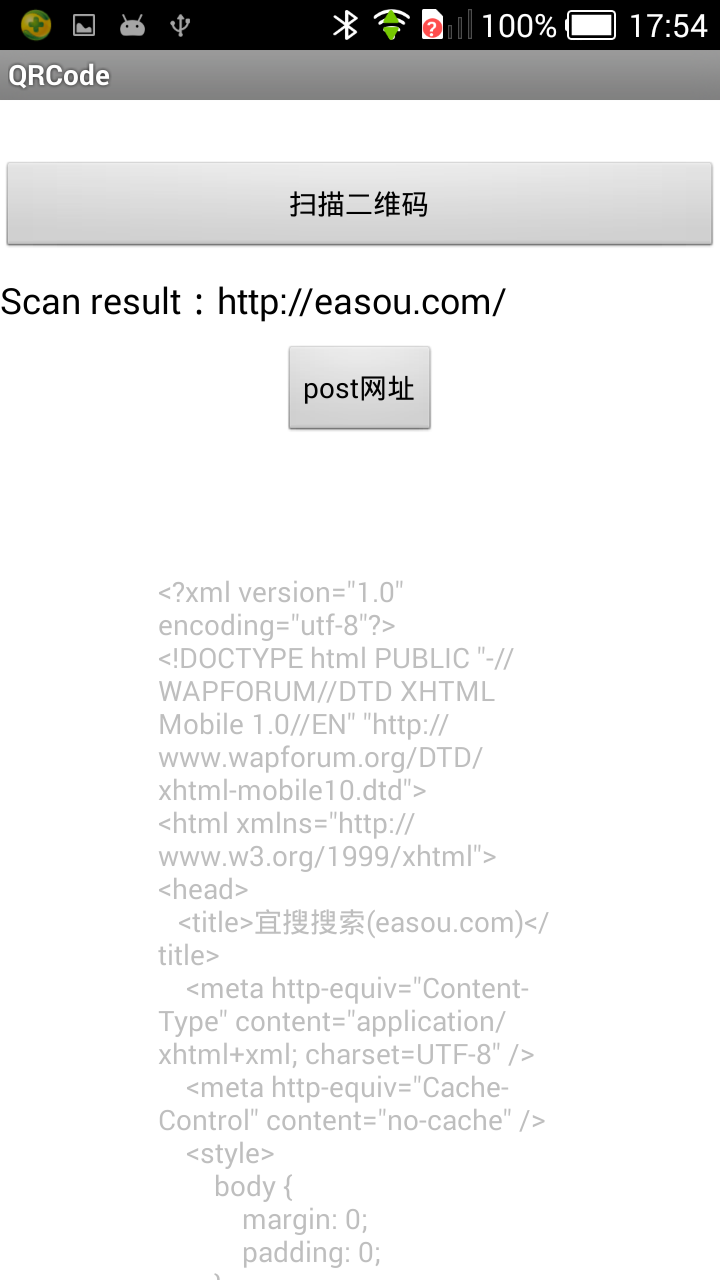 100% 17:54
QRCode
扫描二维码
Scan result：http://easou.com/
post网址
<?xml version="1.0"
encoding="utf-8"?>
<!DOCTYPE html PUBLIC "-//
WAPFORUM//DTD XHTML
Mobile 1.0//EN" "http://
www.wapforum.org/DTD/
xhtml-mobile10.dtd">
<html xmlns="http://
www.w3.org/1999/xhtml">
<head>
<title>宜搜搜索(easou.com)</
title>
<meta http-equiv="Content-
Type" content="application/
xhtml+xml; charset=UTF-8" />
<meta http-equiv="Cache-
Control" content="no-cache" />
<style>
body {
margin: 0;
padding: 0;
}